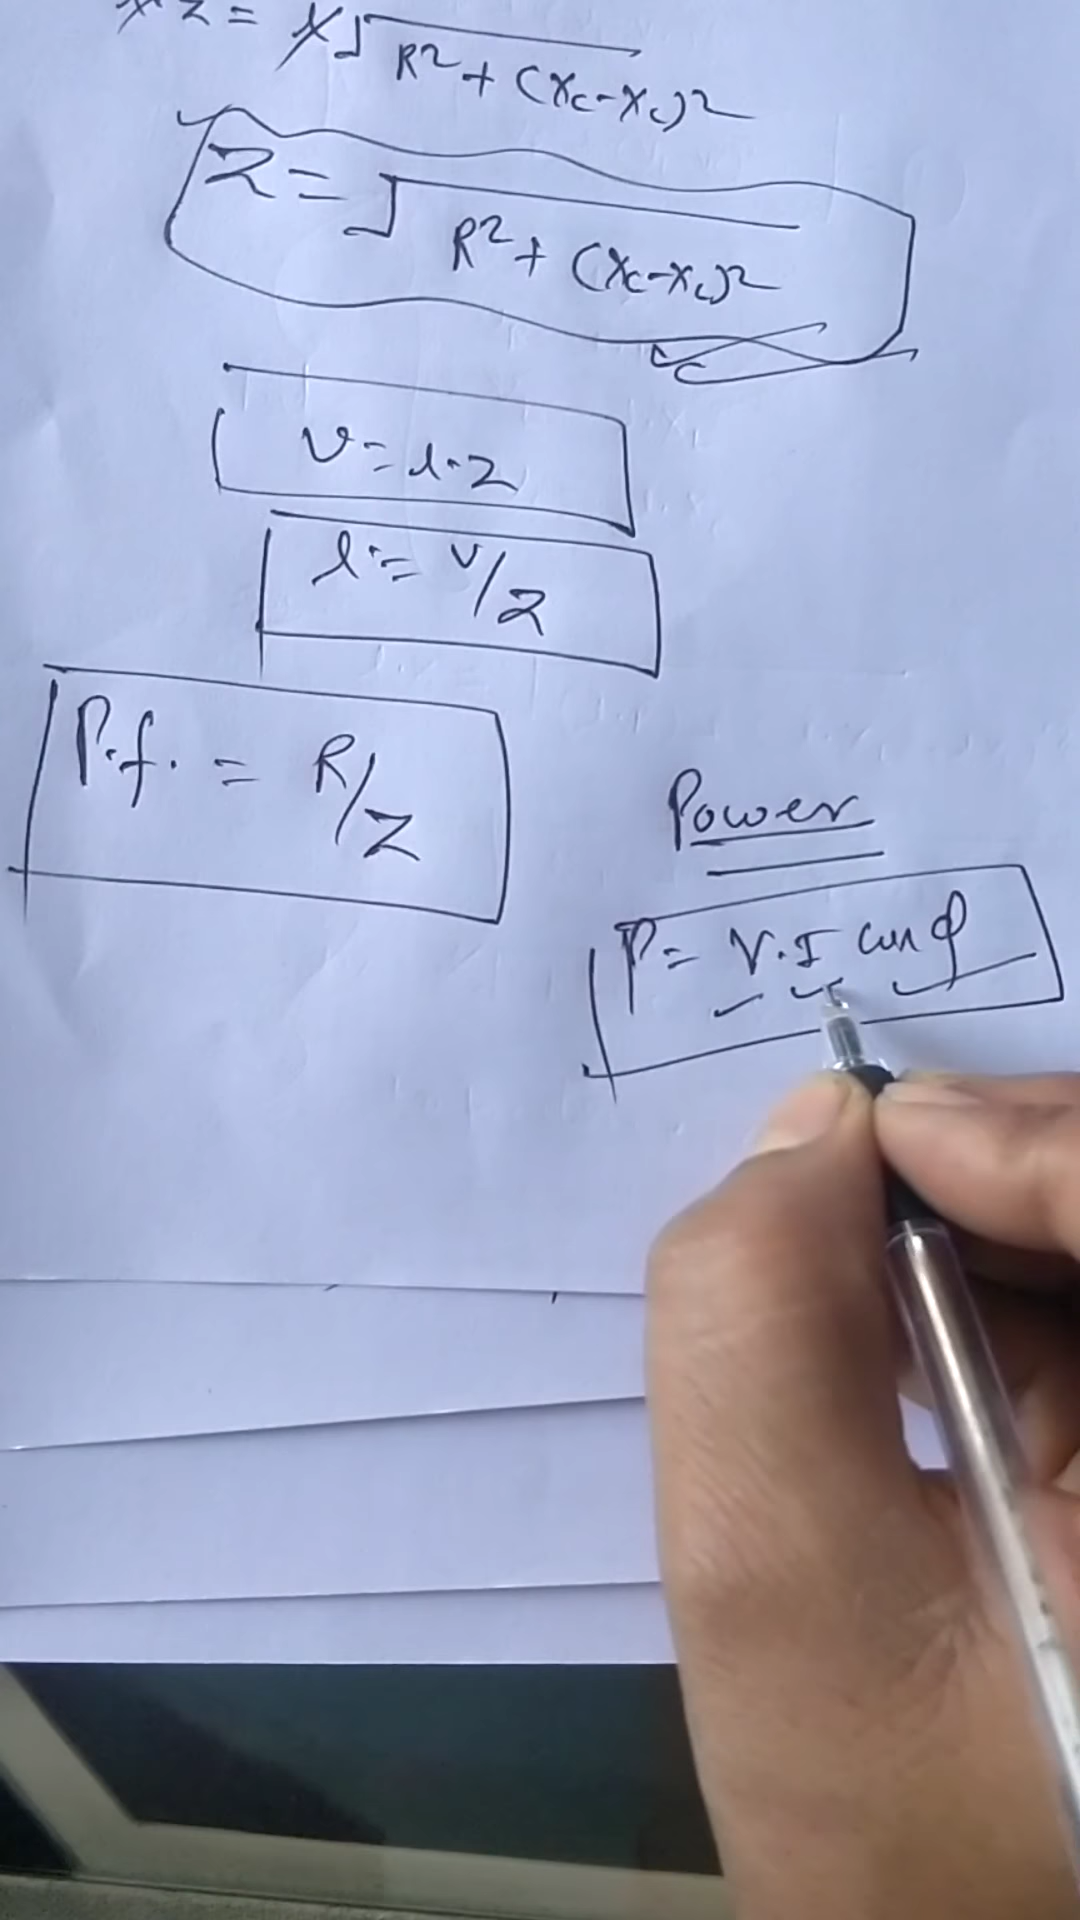 Z = √R² + (Xc-XL)²
Z = √R² + (Xc-XL)²
V = i.Z
i = V/Z
P.f. = R/Z
Power
P = V.I cos φ